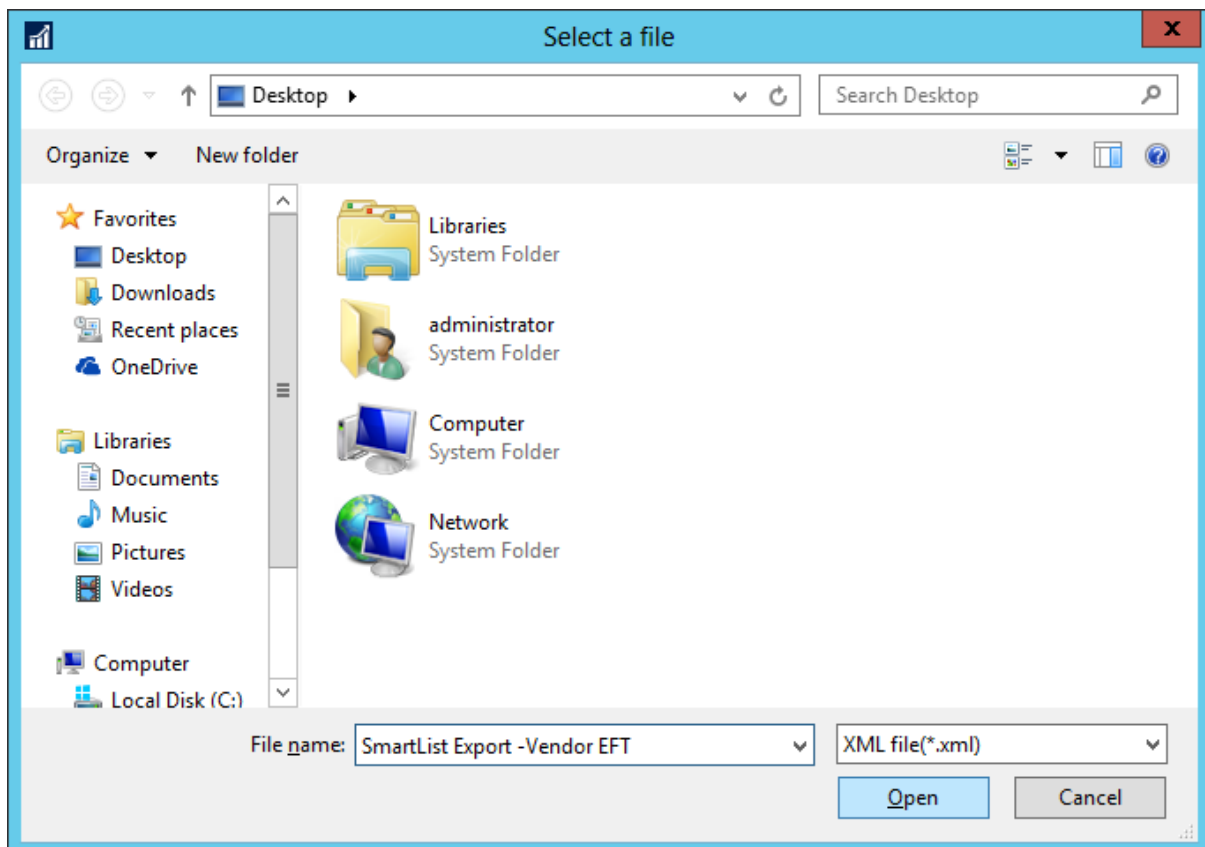 Select a file
x
Desktop
Search Desktop
Organize
New folder
Favorites
Desktop
Downloads
Recent places
OneDrive
Libraries
Documents
Music
Pictures
Videos
Computer
Local Disk (C:)
Libraries
System Folder
administrator
System Folder
Computer
System Folder
Network
System Folder
File name: SmartList Export -Vendor EFT
XML file(*.xml)
Open
Cancel